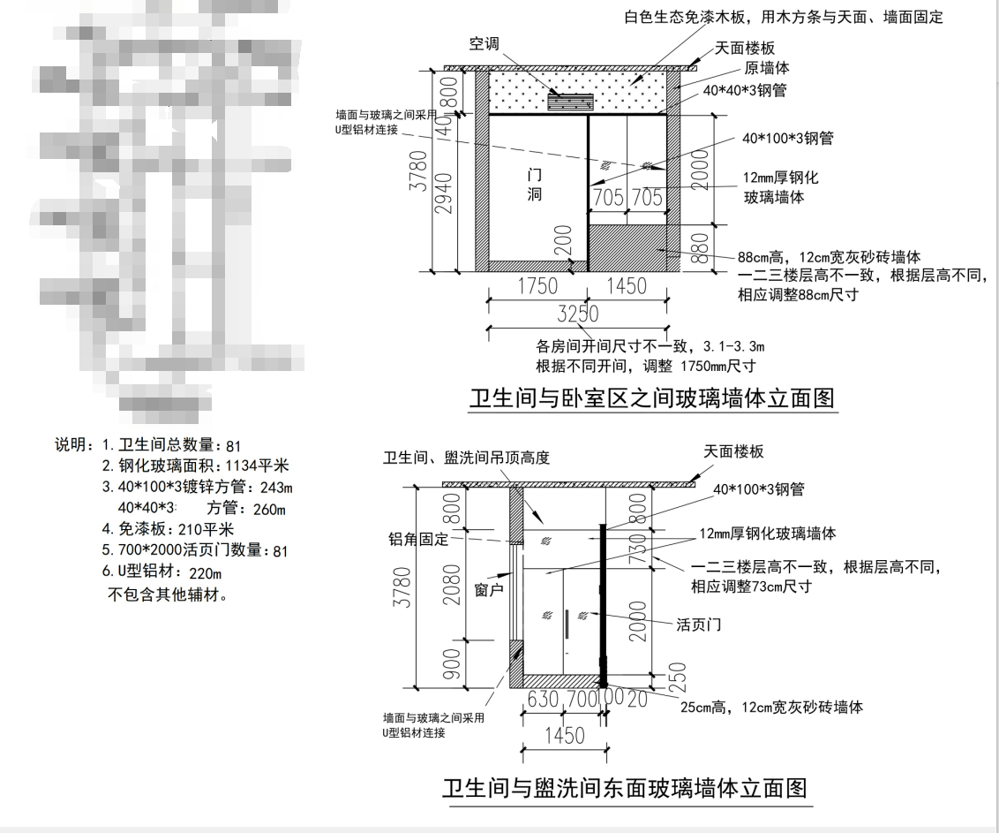 白色生态免漆木板，用木方条与天面、墙面固定
空调
天面楼板
原墙体
40*40*3钢管
800
墙面与玻璃之间采用
U型铝材连接
40
40*100*3钢管
3780
2940
门
洞
2000
12mm厚钢化
玻璃墙体
705
705
200
880
88cm高，12cm宽灰砂砖墙体
一二三楼层高不一致，根据层高不同，
相应调整88cm尺寸
1750
1450
3250
各房间开间尺寸不一致，3.1-3.3m
根据不同开间，调整 1750mm尺寸
卫生间与卧室区之间玻璃墙体立面图
说明：1.卫生间总数量：81
2.钢化玻璃面积：1134平米
3.40*100*3镀锌方管：243m
40*40*3: 方管：260m
4.免漆板：210平米
5.700*2000活页门数量：81
6.U型铝材：220m
不包含其他辅材。
卫生间、盥洗间吊顶高度
天面楼板
40*100*3钢管
800
800
铝角固定
12mm厚钢化玻璃墙体
730
一二三楼层高不一致，根据层高不同，
相应调整73cm尺寸
3780
2080
窗户
2000
活页门
900
250
630
700
100
20
25cm高，12cm宽灰砂砖墙体
墙面与玻璃之间采用
U型铝材连接
1450
卫生间与盥洗间东面玻璃墙体立面图